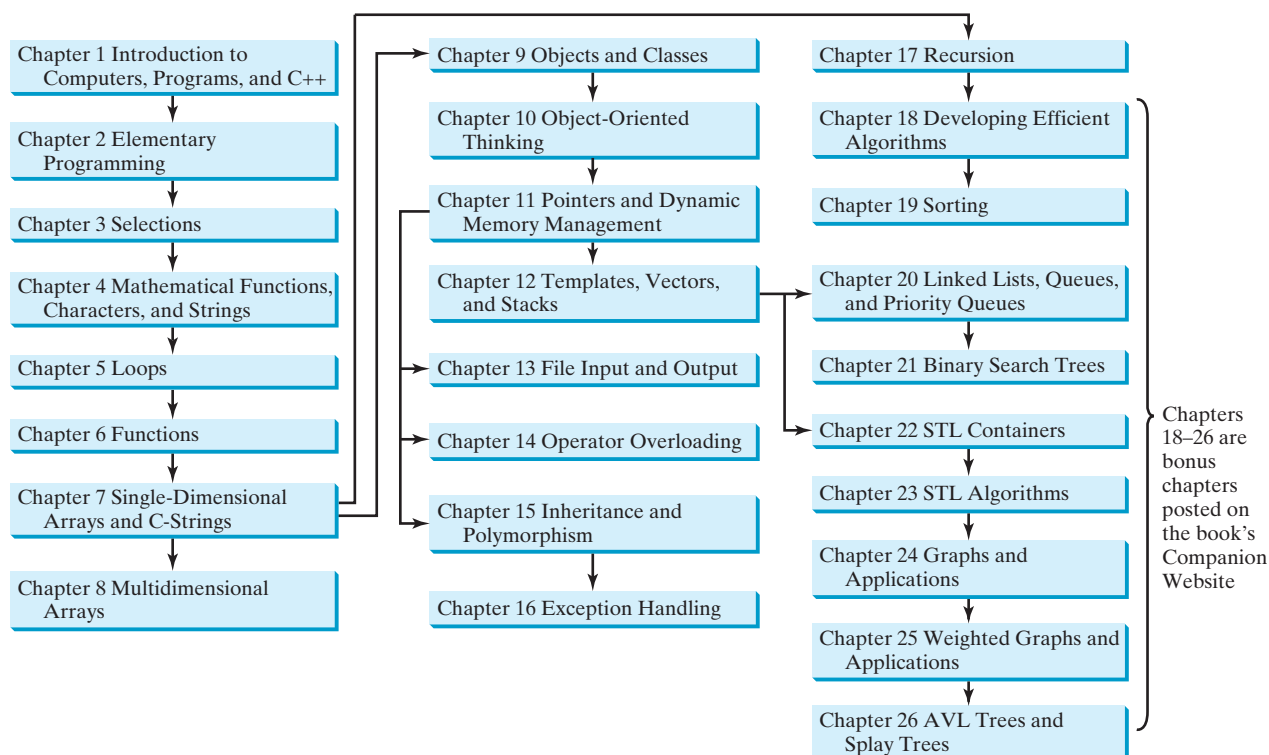 Chapter 1 Introduction to
Computers, Programs, and C++
Chapter 2 Elementary
Programming
Chapter 3 Selections
Chapter 4 Mathematical Functions,
Characters, and Strings
Chapter 5 Loops
Chapter 6 Functions
Chapter 7 Single-Dimensional
Arrays and C-Strings
Chapter 8 Multidimensional
Arrays
Chapter 9 Objects and Classes
Chapter 10 Object-Oriented
Thinking
Chapter 11 Pointers and Dynamic
Memory Management
Chapter 12 Templates, Vectors,
and Stacks
Chapter 13 File Input and Output
Chapter 14 Operator Overloading
Chapter 15 Inheritance and
Polymorphism
Chapter 16 Exception Handling
Chapter 17 Recursion
Chapter 18 Developing Efficient
Algorithms
Chapter 19 Sorting
Chapter 20 Linked Lists, Queues,
and Priority Queues
Chapter 21 Binary Search Trees
Chapter 22 STL Containers
Chapter 23 STL Algorithms
Chapter 24 Graphs and
Applications
Chapter 25 Weighted Graphs and
Applications
Chapter 26 AVL Trees and
Splay Trees
Chapters
18–26 are
bonus
chapters
posted on
the book's
Companion
Website